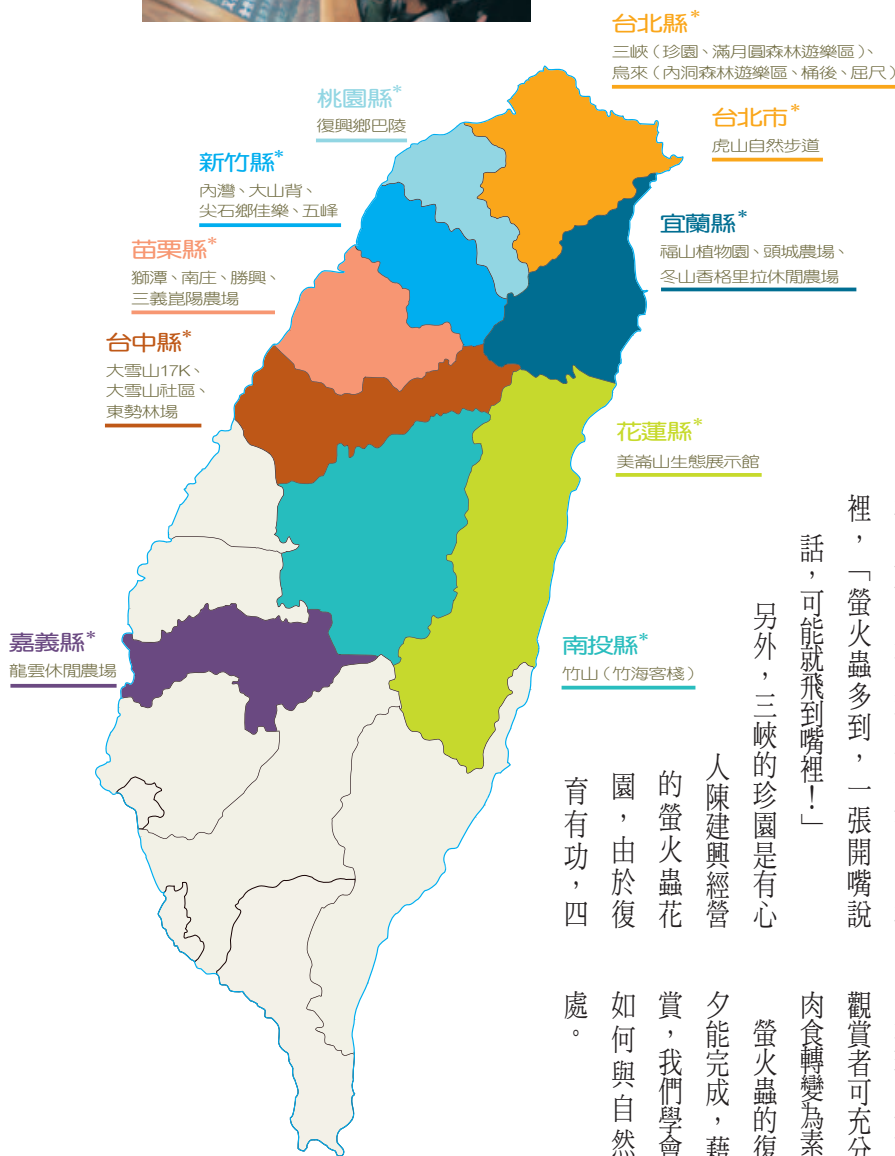 台北縣*
三峽（珍園、滿月圓森林遊樂區）、
烏來（內洞森林遊樂區、桶後、屈尺）
台北市*
虎山自然步道
桃園縣*
復興鄉巴陵
新竹縣*
內灣、大山背、
尖石鄉佳樂、五峰
宜蘭縣*
福山植物園、頭城農場、
冬山香格里拉休閒農場
苗栗縣*
獅潭、南庄、勝興、
三義崑陽農場
台中縣*
大雪山17K、
大雪山社區、
東勢林場
花蓮縣*
美崙山生態展示館
嘉義縣*
龍雲休閒農場
南投縣*
竹山（竹海客棧）
裡，「螢火蟲多到，一張開嘴說
話，可能就飛到嘴裡！」
另外，三峽的珍園是有心
人陳建興經營
的螢火蟲花
園，由於復
育有功，四
觀賞者可充分
肉食轉變為素
螢火蟲的復
夕能完成，藉
賞，我們學會
如何與自然
處。